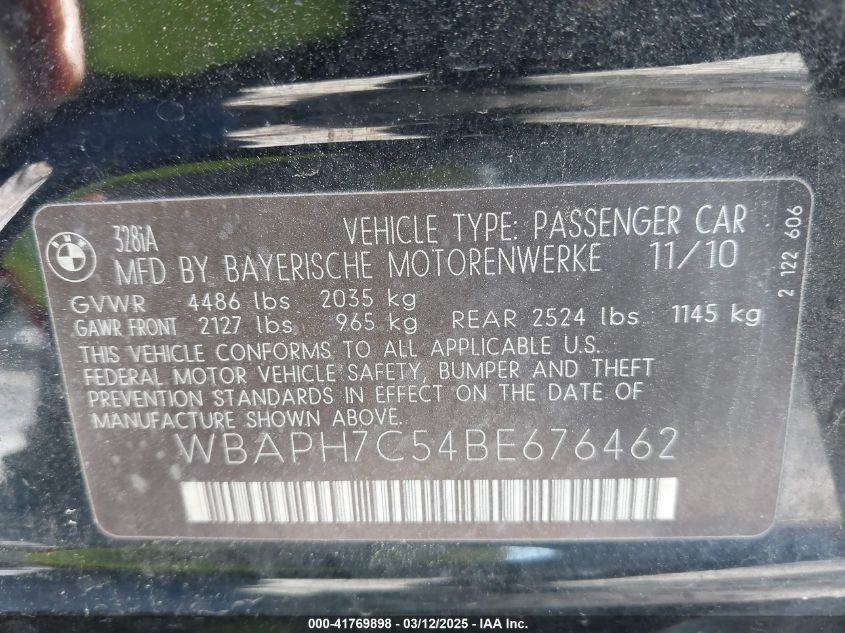 BMW
328iA VEHICLE TYPE: PASSENGER CAR
MFD BY BAYERISCHE MOTORENWERKE 11/10
GVWR 4486 lbs 2035 kg
GAWR FRONT 2127 lbs 965 kg REAR 2524 lbs 1145 kg
THIS VEHICLE CONFORMS TO ALL APPLICABLE U.S.
FEDERAL MOTOR VEHICLE SAFETY, BUMPER AND THEFT
PREVENTION STANDARDS IN EFFECT ON THE DATE OF
MANUFACTURE SHOWN ABOVE.
WBAPH7C54BE676462
2 122 606
000-41769898 - 03/12/2025 - IAA Inc.